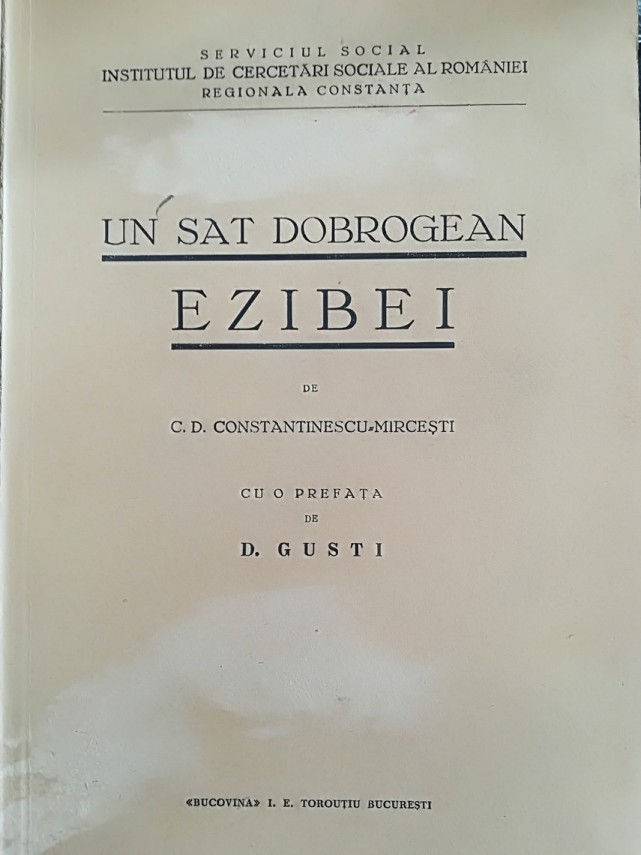 SERVICIUL SOCIAL
INSTITUTUL DE CERCETĂRI SOCIALE AL ROMÂNIEI
REGIONALA CONSTANȚA
UN SAT DOBROGEAN
EZIBEI
DE
C. D. CONSTANTINESCU-MIRCEȘTI
CU O PREFAȚA
DE
D. GUSTI
«BUCOVINA» I. E. TOROUȚIU BUCUREȘTI